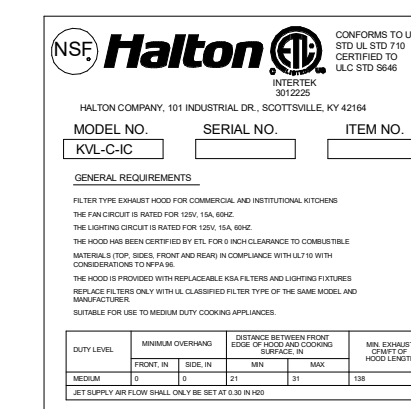 NSF Halton ETL CONFORMS TO U
STD UL STD 710
CERTIFIED TO
ULC STD S646
LISTED US
INTERTEK
3012225
HALTON COMPANY, 101 INDUSTRIAL DR., SCOTTSVILLE, KY 42164
MODEL NO. SERIAL NO. ITEM NO.
KVL-C-IC
GENERAL REQUIREMENTS
FILTER TYPE EXHAUST HOOD FOR COMMERCIAL AND INSTITUTIONAL KITCHENS
THE FAN CIRCUIT IS RATED FOR 125V, 15A, 60HZ.
THE LIGHTING CIRCUIT IS RATED FOR 125V, 15A, 60HZ.
THE HOOD HAS BEEN CERTIFIED BY ETL FOR 0 INCH CLEARANCE TO COMBUSTIBLE
MATERIALS (TOP, SIDES, FRONT AND REAR) IN COMPLIANCE WITH UL710 WITH
CONSIDERATIONS TO NFPA 96.
THE HOOD IS PROVIDED WITH REPLACEABLE KSA FILTERS AND LIGHTING FIXTURES
REPLACE FILTERS ONLY WITH UL CLASSIFIED FILTER TYPE OF THE SAME MODEL AND
MANUFACTURER.
SUITABLE FOR USE TO MEDIUM DUTY COOKING APPLIANCES.
DUTY LEVEL MINIMUM OVERHANG DISTANCE BETWEEN FRONT
EDGE OF HOOD AND COOKING
SURFACE, IN MIN. EXHAUST
CFM/FT OF
HOOD LENGTH
FRONT, IN SIDE, IN MIN MAX
MEDIUM 0 0 21 31 138
JET SUPPLY AIR FLOW SHALL ONLY BE SET AT 0.30 IN H20